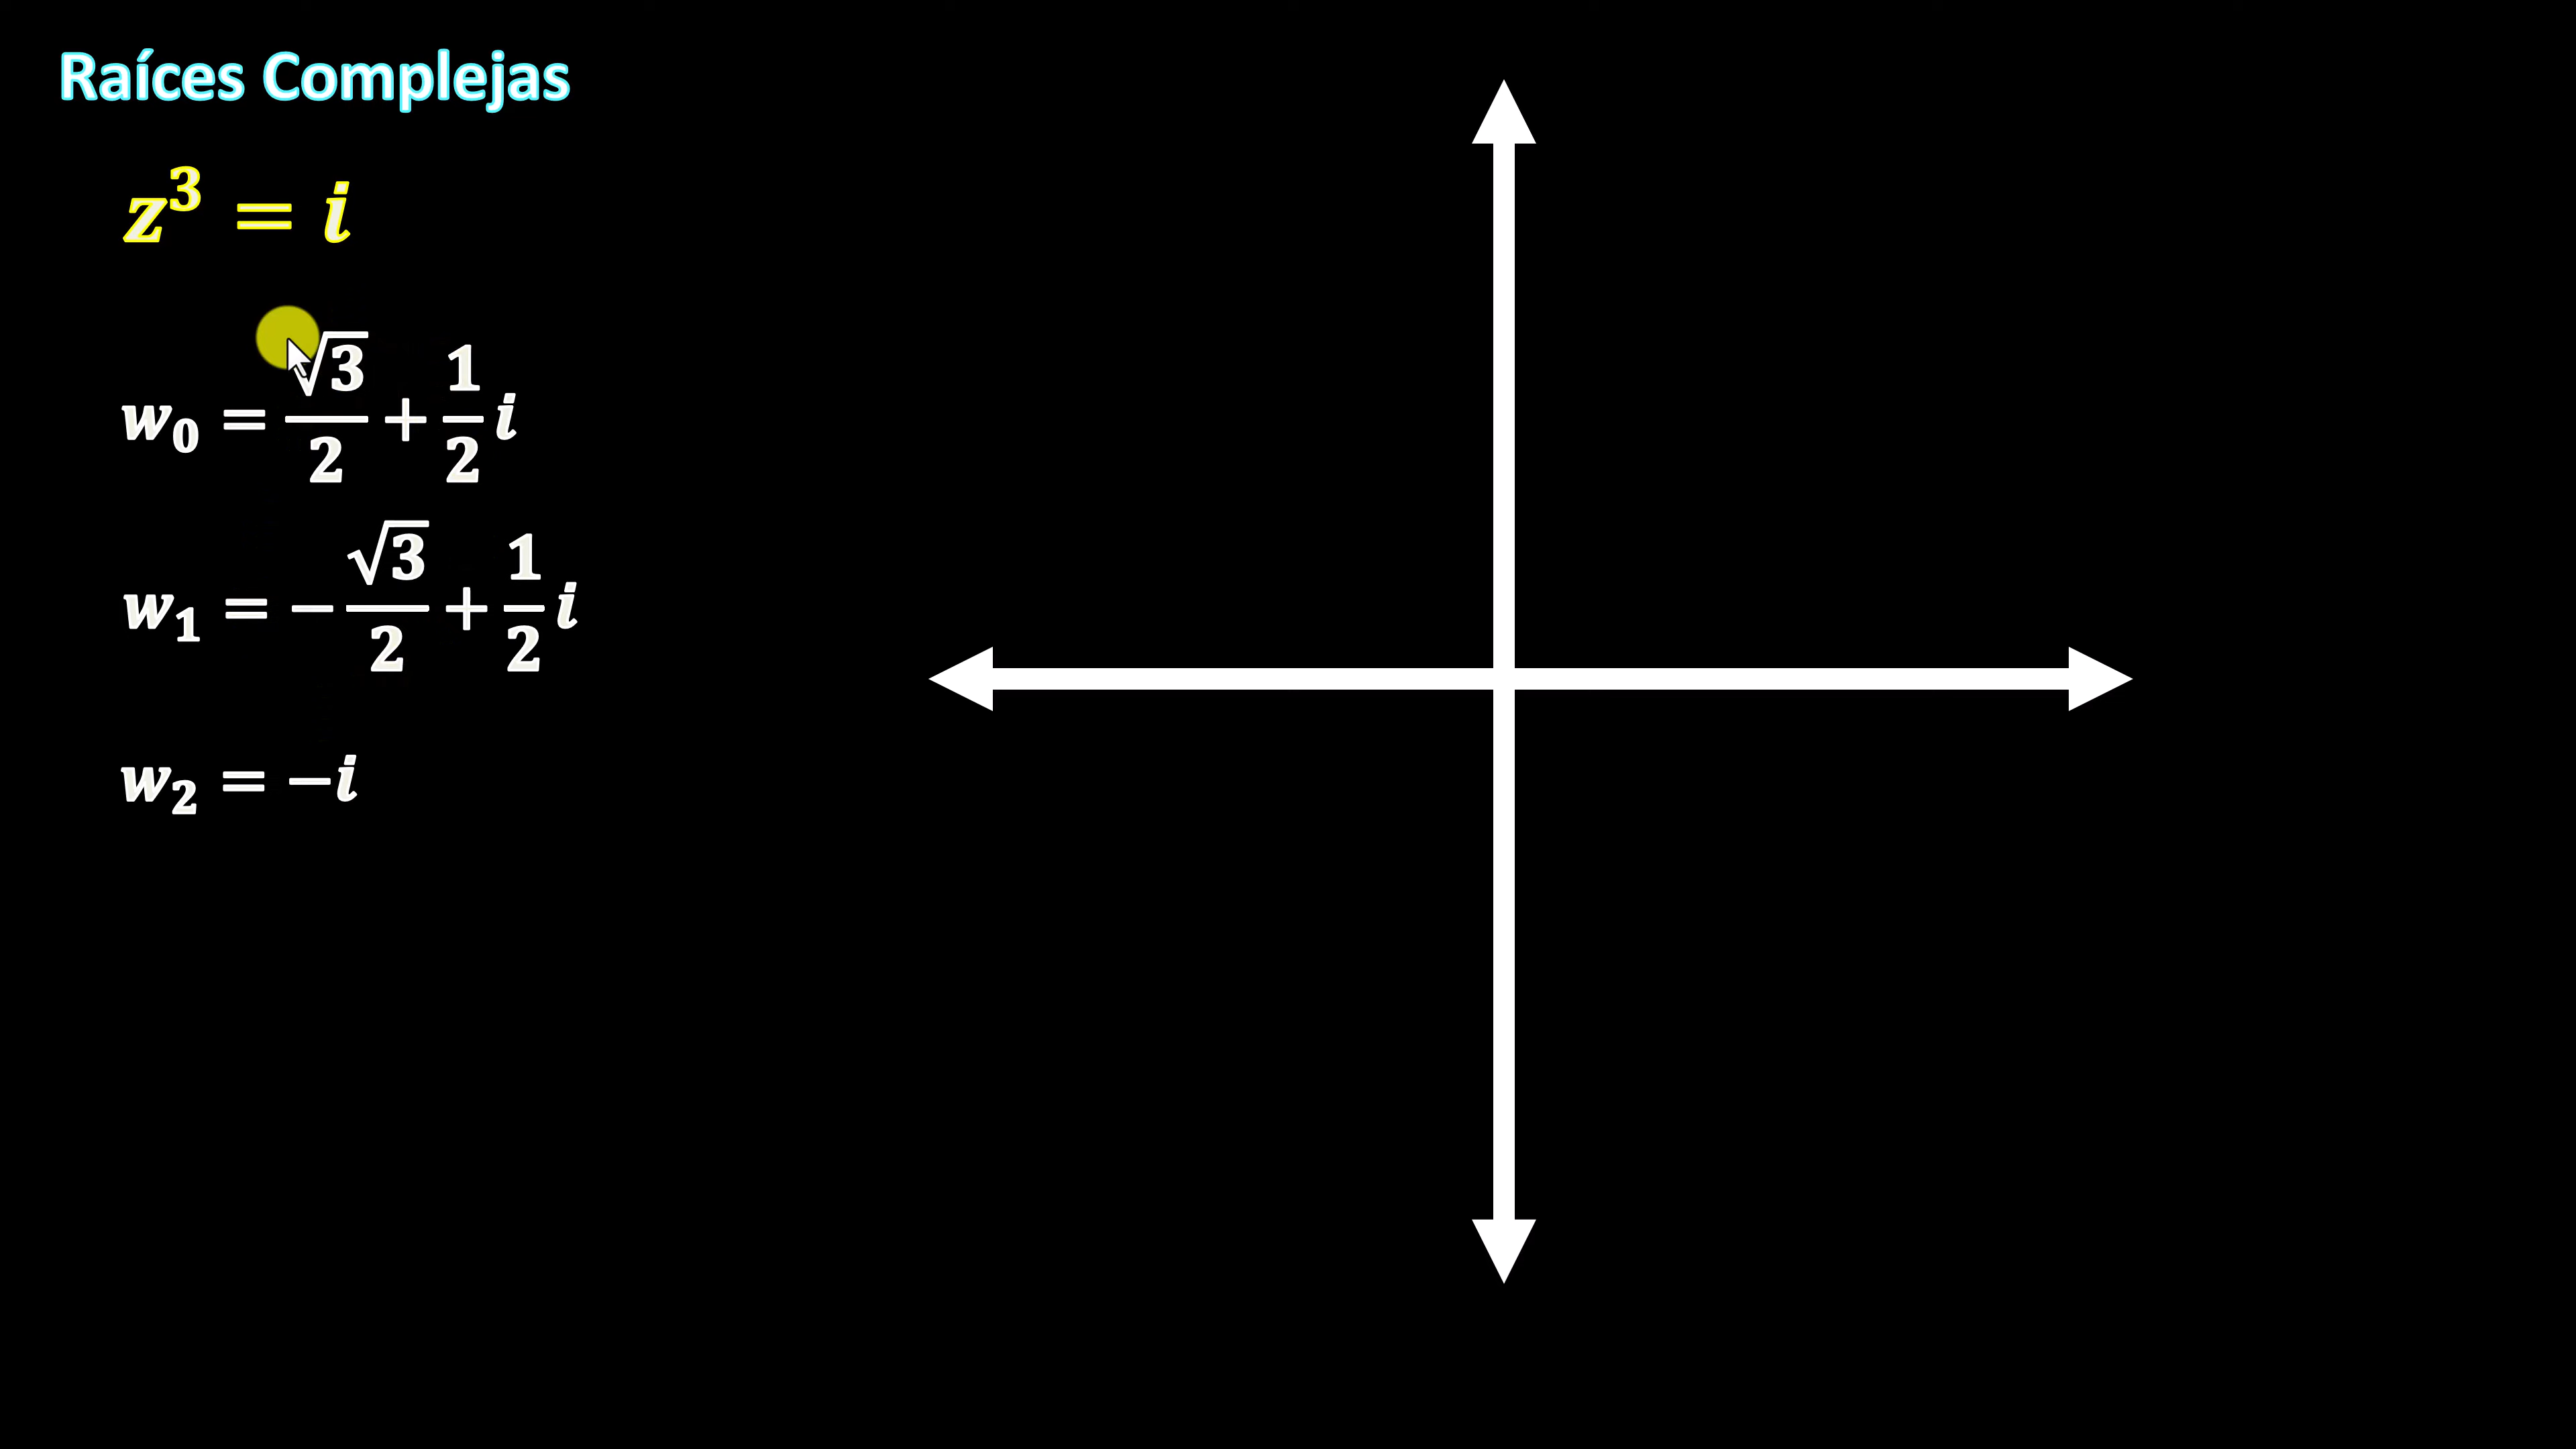 Raíces Complejas
z³ = i
w₀ = √3/2 + 1/2 i
w₁ = −√3/2 + 1/2 i
w₂ = −i